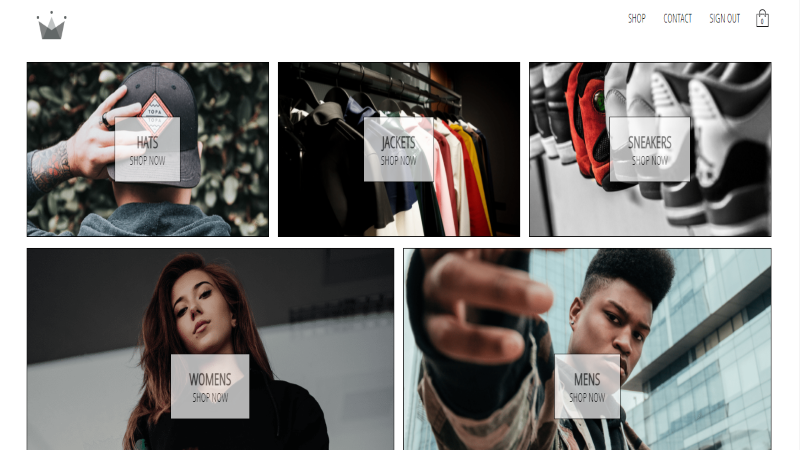 SHOP CONTACT SIGN OUT
0
HATS
SHOP NOW
JACKETS
SHOP NOW
SNEAKERS
SHOP NOW
WOMENS
SHOP NOW
MENS
SHOP NOW